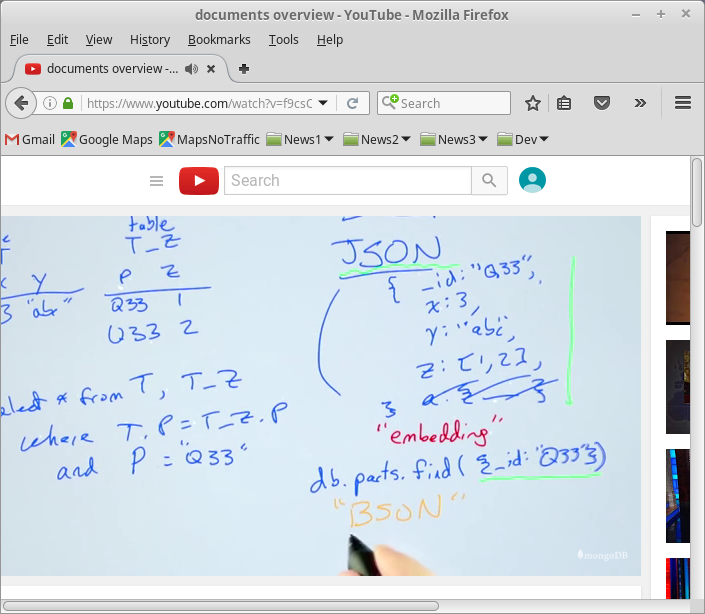 documents overview - YouTube - Mozilla Firefox
File Edit View History Bookmarks Tools Help
documents overview -...
https://www.youtube.com/watch?v=f9csC
Search
Gmail Google Maps MapsNoTraffic News1 News2 News3 Dev
Search
table
T_Z
P Z
Q33 1
Q33 2
y
3 "abx"
select * from T, T_Z
where T.P = T_Z.P
and P = "Q33"
JSON
{ _id: "Q33",
x: 3,
y: "abc",
z: [1, 2],
}
"embedding"
db.parts.find( {_id: "Q33"})
"BSON"
mongoDB